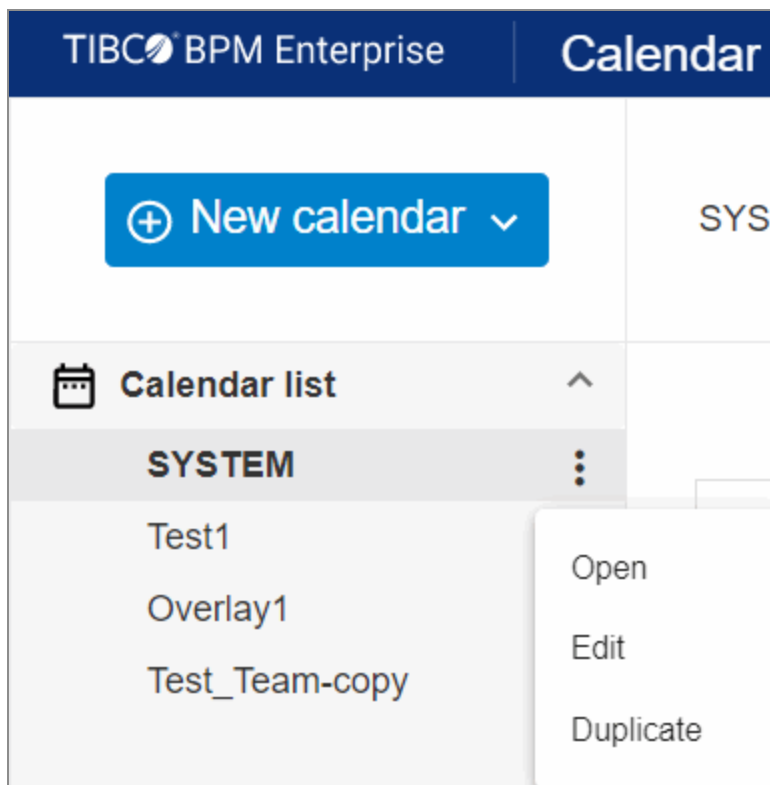 TIBCO® BPM Enterprise
Calendar
New calendar
SYS
Calendar list
SYSTEM
Test1
Overlay1
Test_Team-copy
Open
Edit
Duplicate